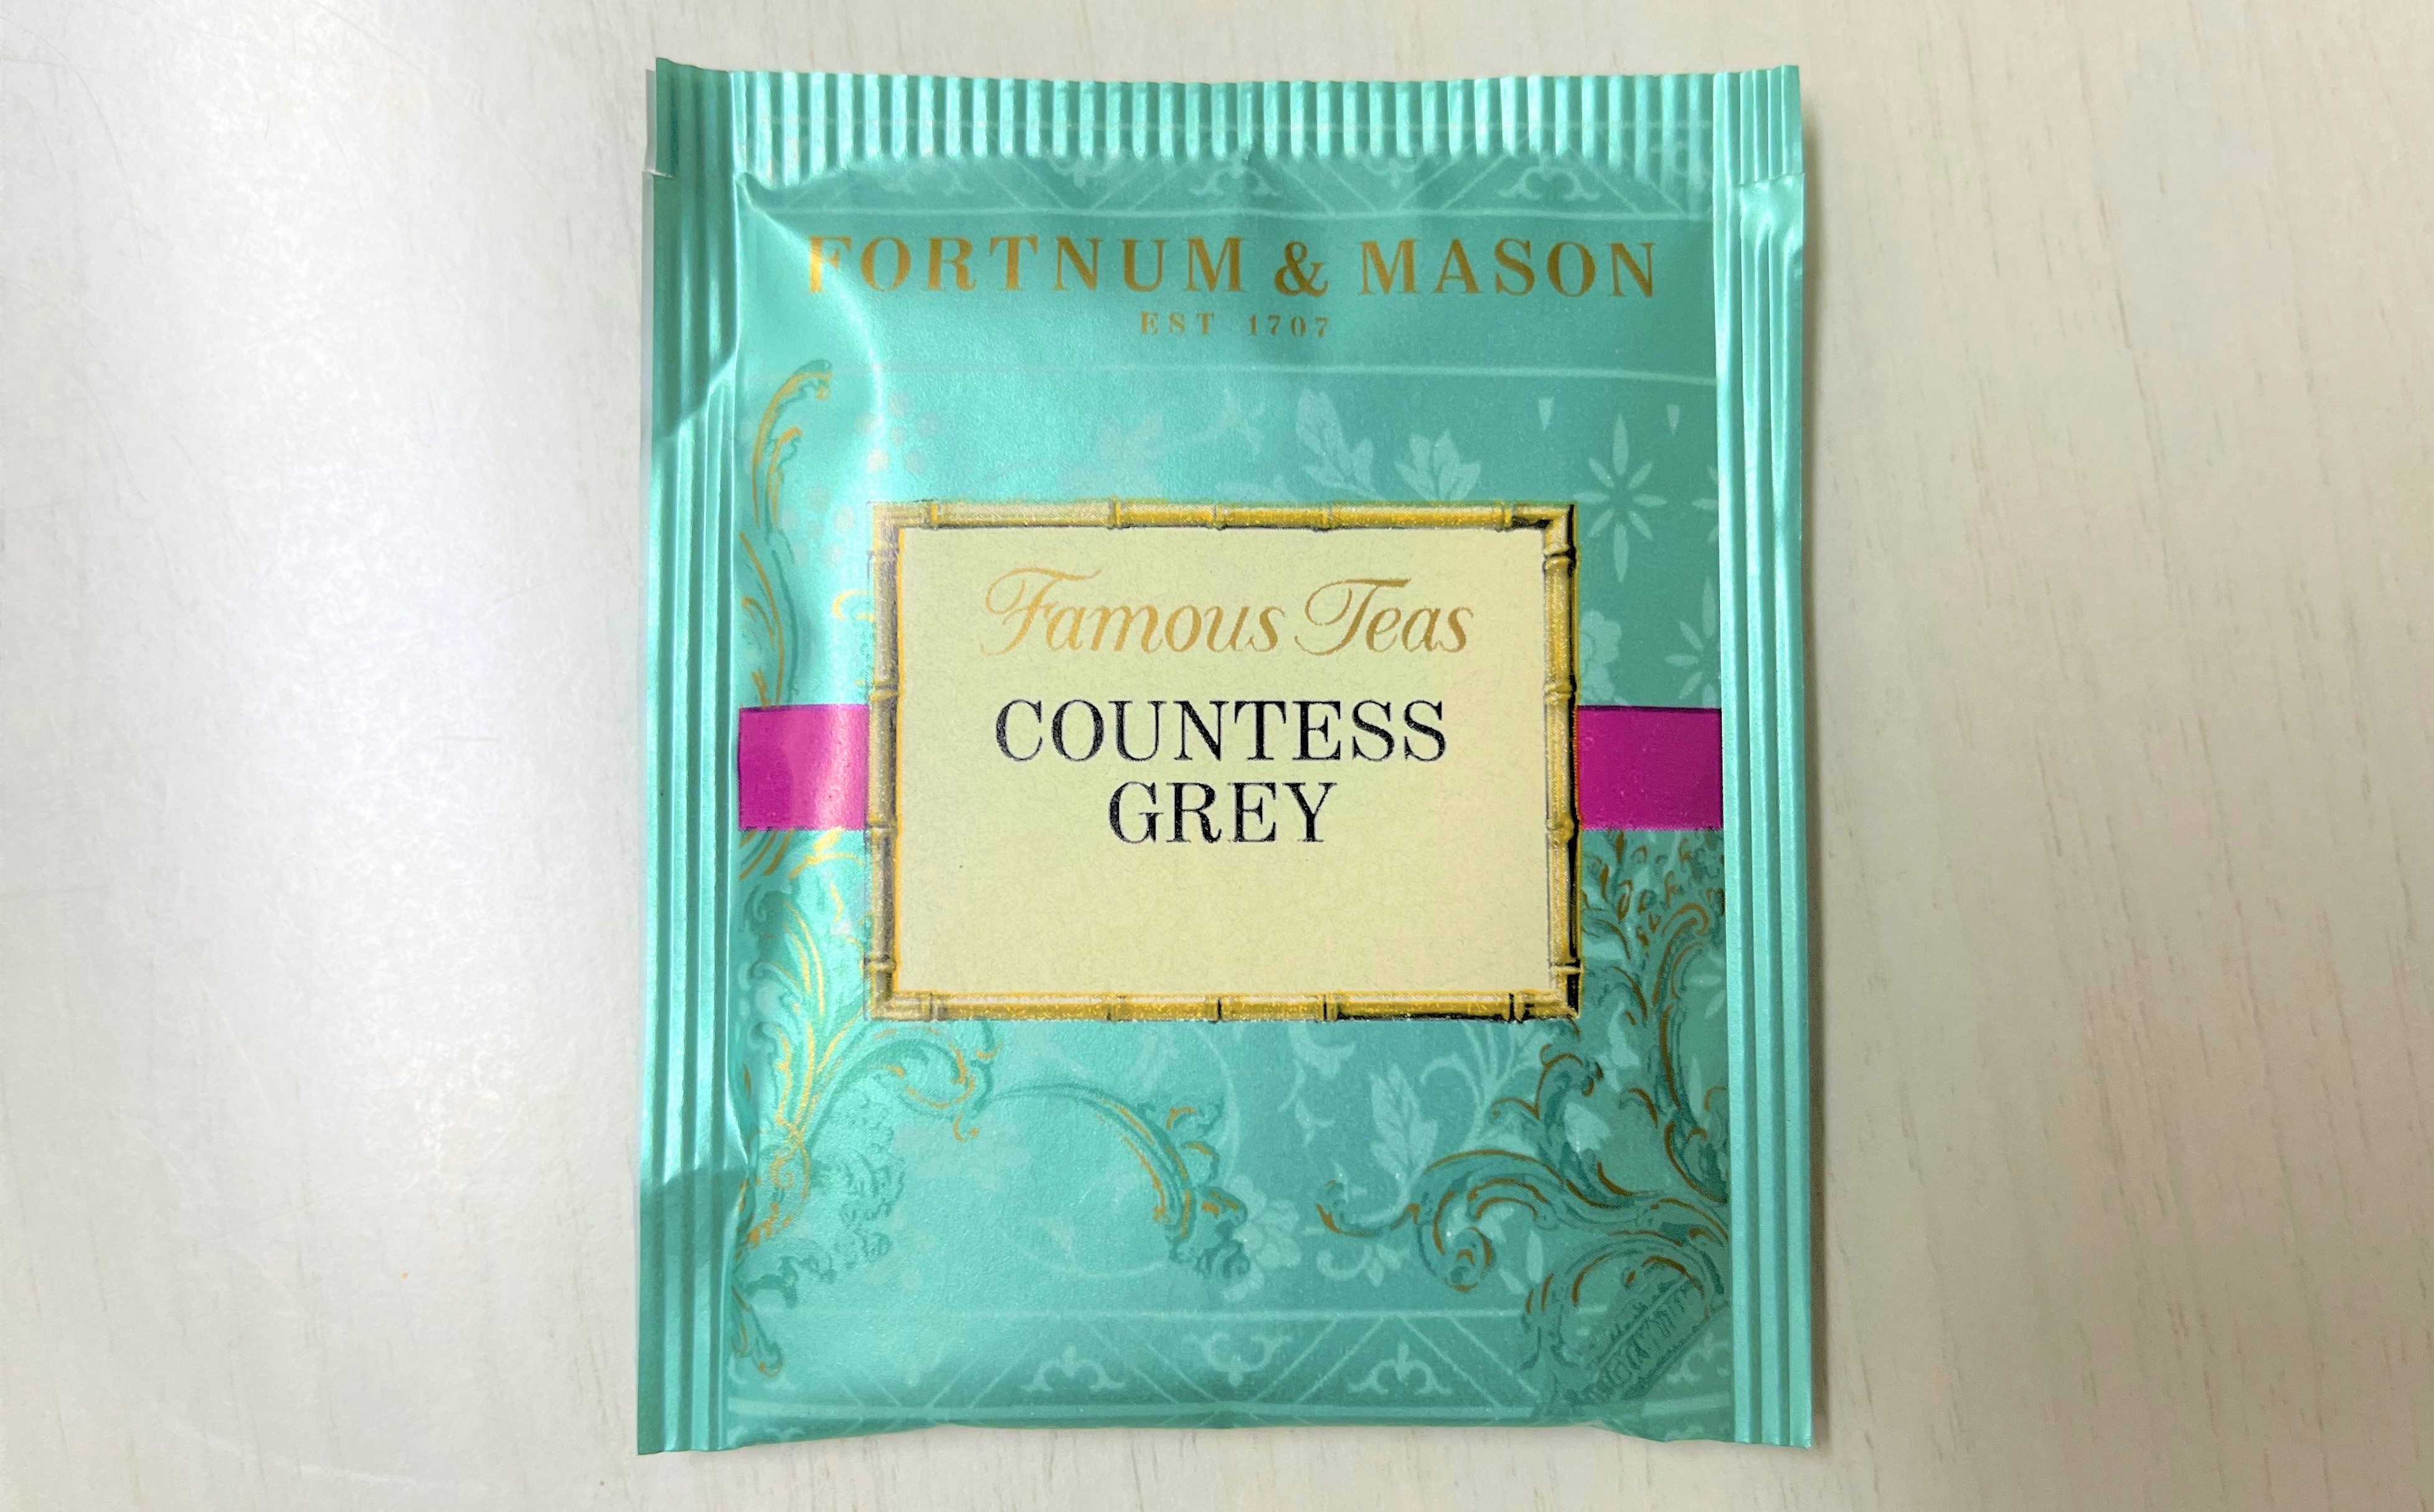 FORTNUM & MASON
EST 1707
Famous Teas
COUNTESS
GREY